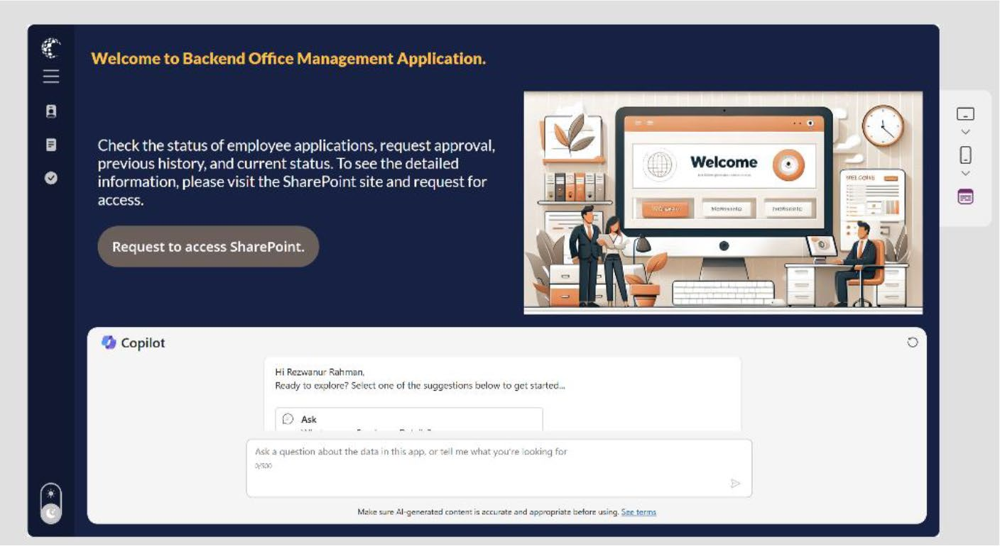 Welcome to Backend Office Management Application.
Check the status of employee applications, request approval,
previous history, and current status. To see the detailed
information, please visit the SharePoint site and request for
access.
Request to access SharePoint.
Welcome
WELCOME
Copilot
Hi Rezwanur Rahman,
Ready to explore? Select one of the suggestions below to get started...
Ask
Ask a question about the data in this app, or tell me what you're looking for
0/500
Make sure AI-generated content is accurate and appropriate before using. See terms